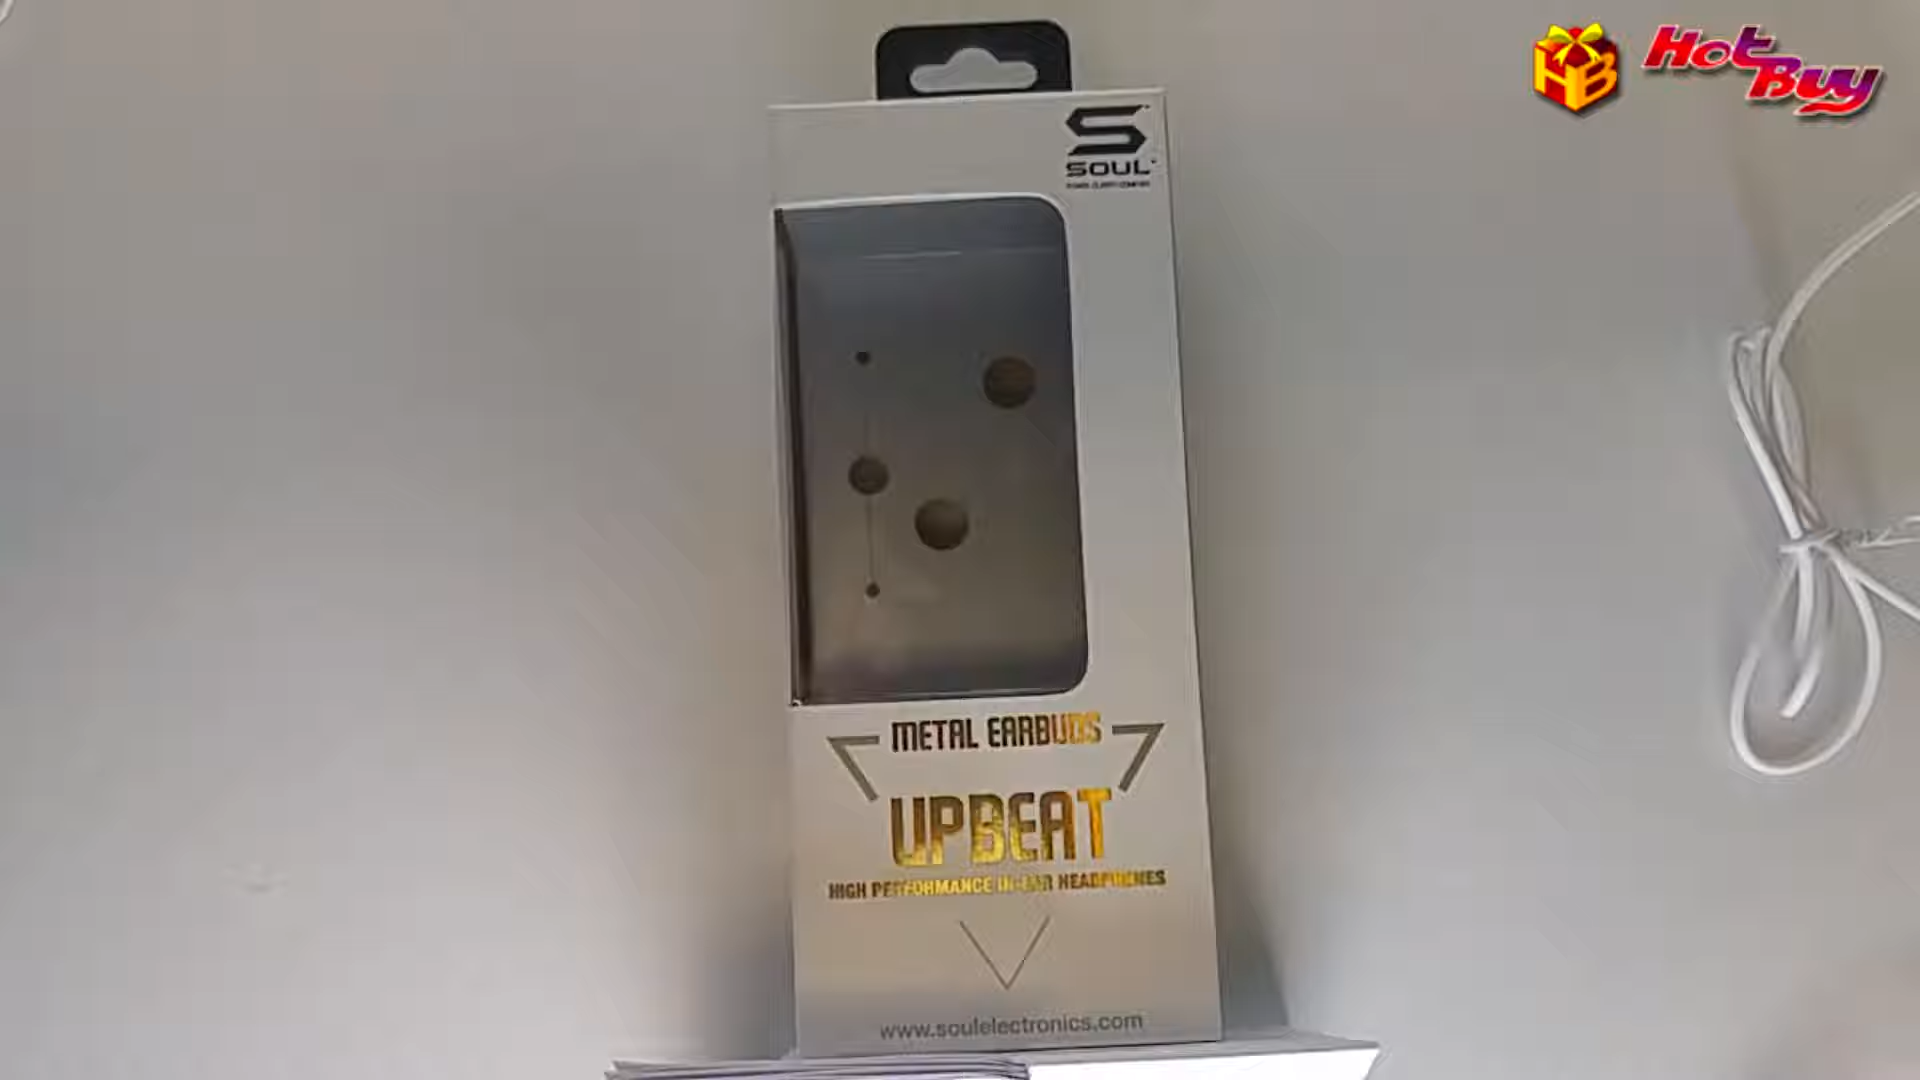 HB Hot Buy
S
SOUL
METAL EARBUDS
UPBEAT
HIGH PERFORMANCE IN-EAR HEADPHONES
www.soulelectronics.com